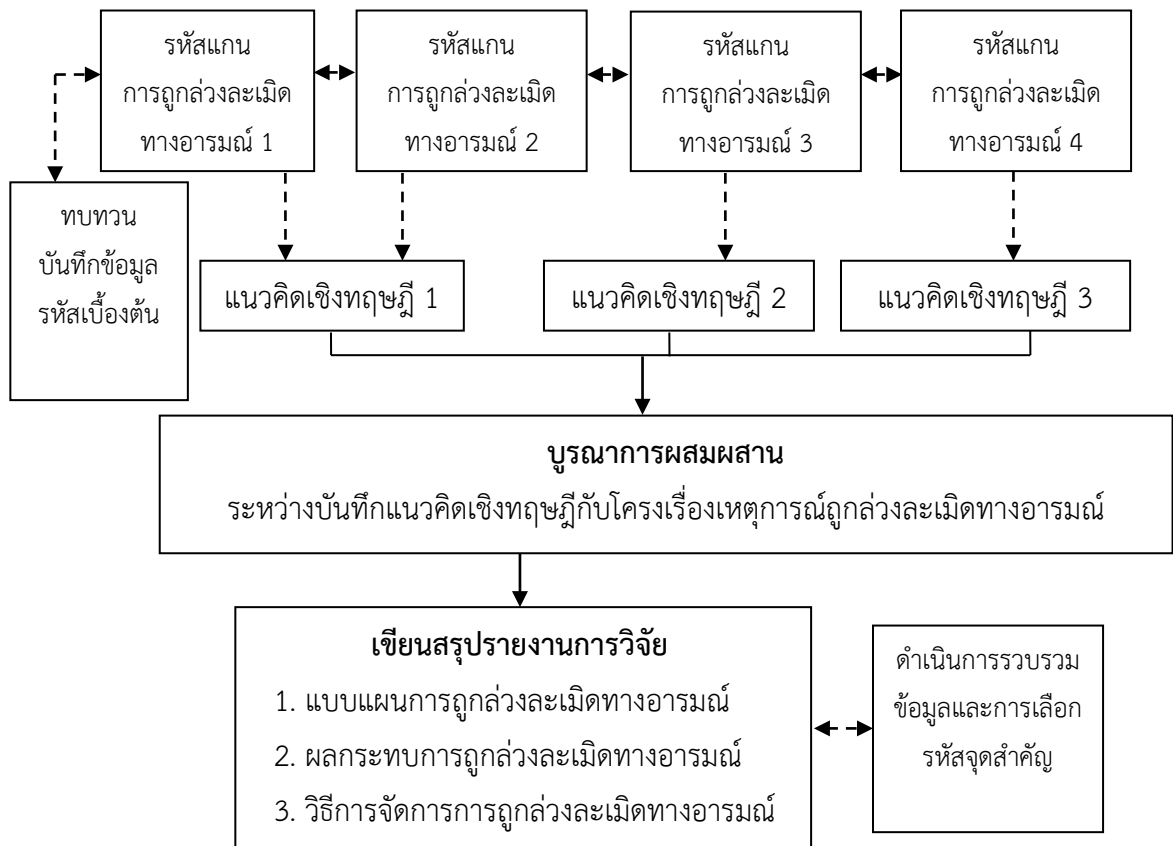 รหัสแกน
การถูกล่วงละเมิด
ทางอารมณ์ 1
รหัสแกน
การถูกล่วงละเมิด
ทางอารมณ์ 2
รหัสแกน
การถูกล่วงละเมิด
ทางอารมณ์ 3
รหัสแกน
การถูกล่วงละเมิด
ทางอารมณ์ 4
ทบทวน
บันทึกข้อมูล
รหัสเบื้องต้น
แนวคิดเชิงทฤษฎี 1
แนวคิดเชิงทฤษฎี 2
แนวคิดเชิงทฤษฎี 3
บูรณาการผสมผสาน
ระหว่างบันทึกแนวคิดเชิงทฤษฎีกับโครงเรื่องเหตุการณ์ถูกล่วงละเมิดทางอารมณ์
เขียนสรุปรายงานการวิจัย
1. แบบแผนการถูกล่วงละเมิดทางอารมณ์
2. ผลกระทบการถูกล่วงละเมิดทางอารมณ์
3. วิธีการจัดการการถูกล่วงละเมิดทางอารมณ์
ดำเนินการรวบรวม
ข้อมูลและการเลือก
รหัสจุดสำคัญ